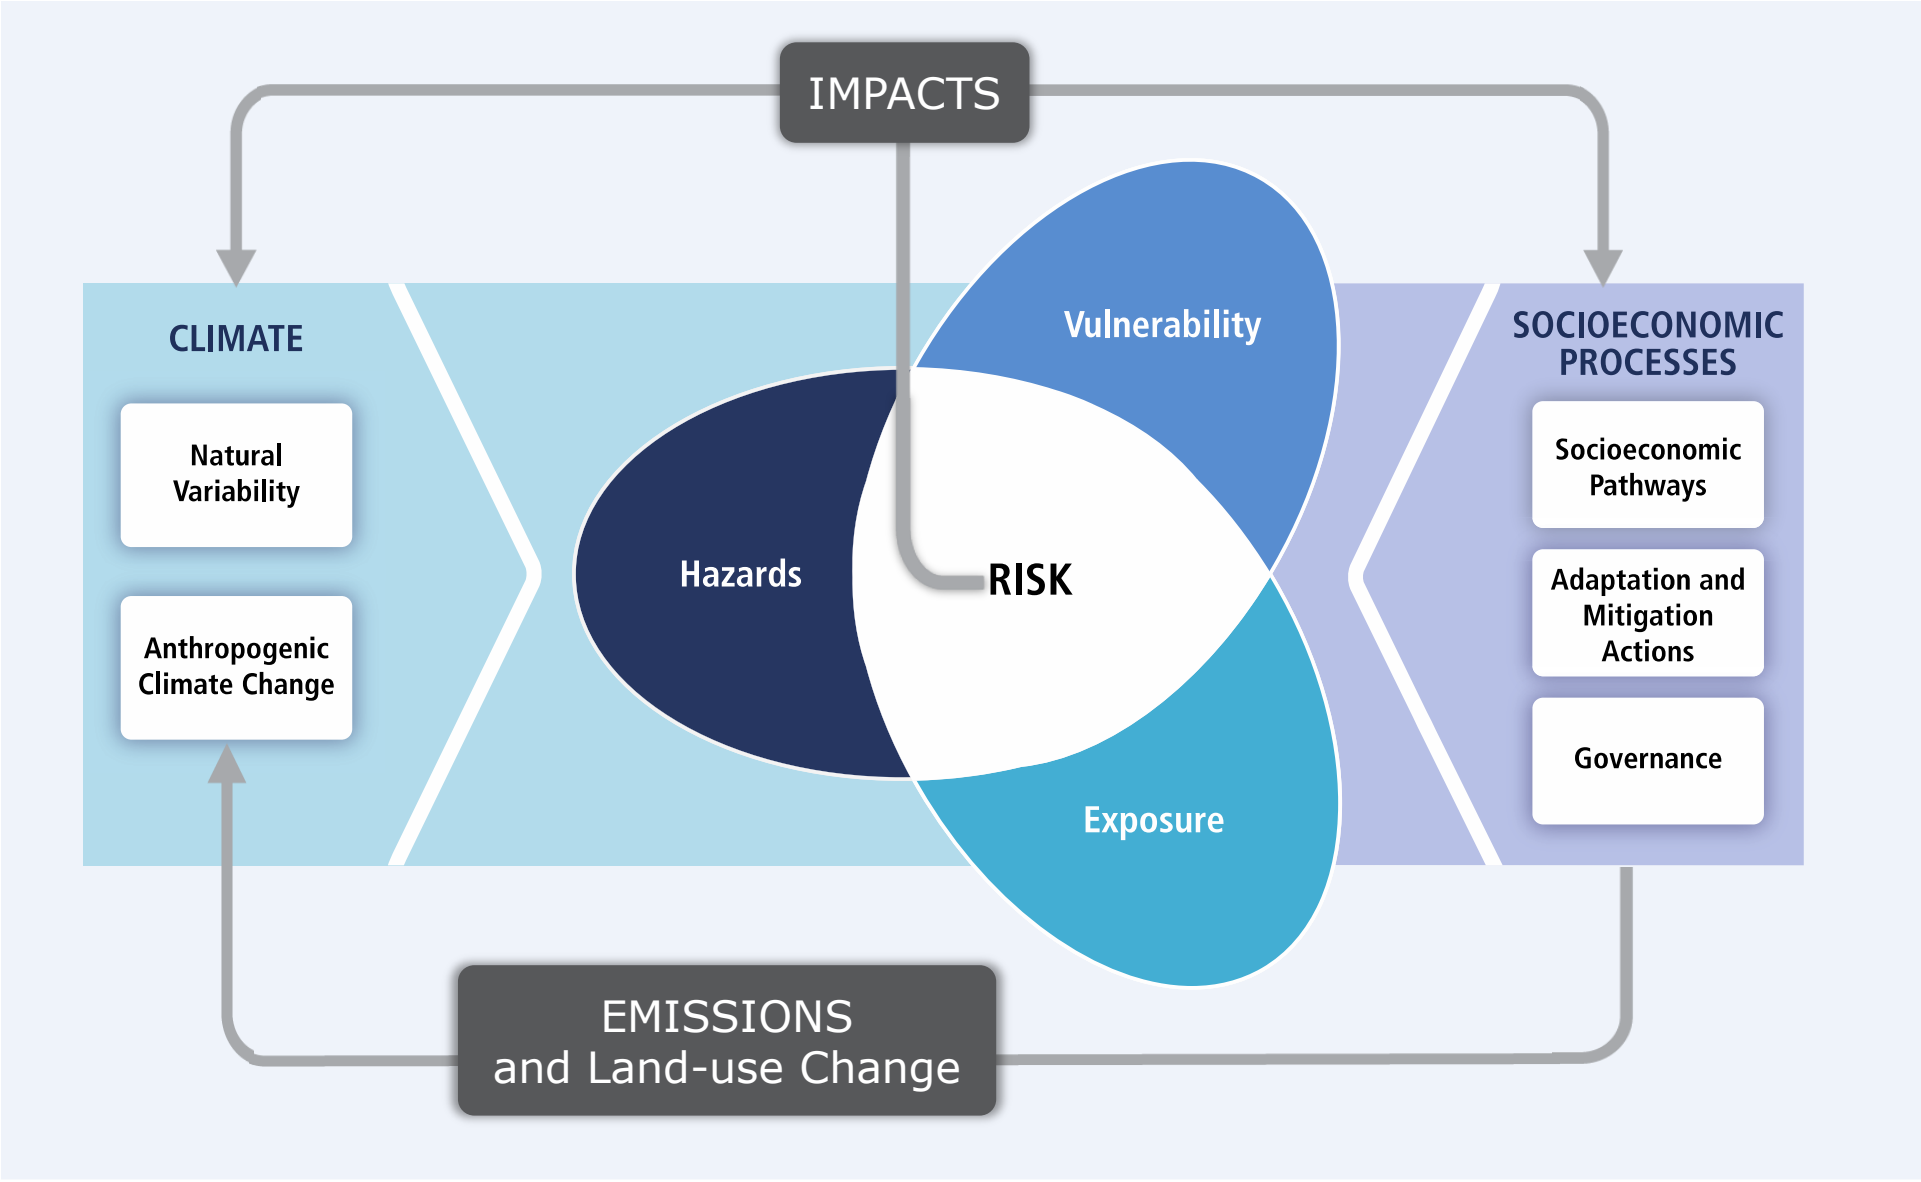 IMPACTS
CLIMATE
Natural
Variability
Anthropogenic
Climate Change
Vulnerability
Hazards
RISK
Exposure
SOCIOECONOMIC
PROCESSES
Socioeconomic
Pathways
Adaptation and
Mitigation
Actions
Governance
EMISSIONS
and Land-use Change